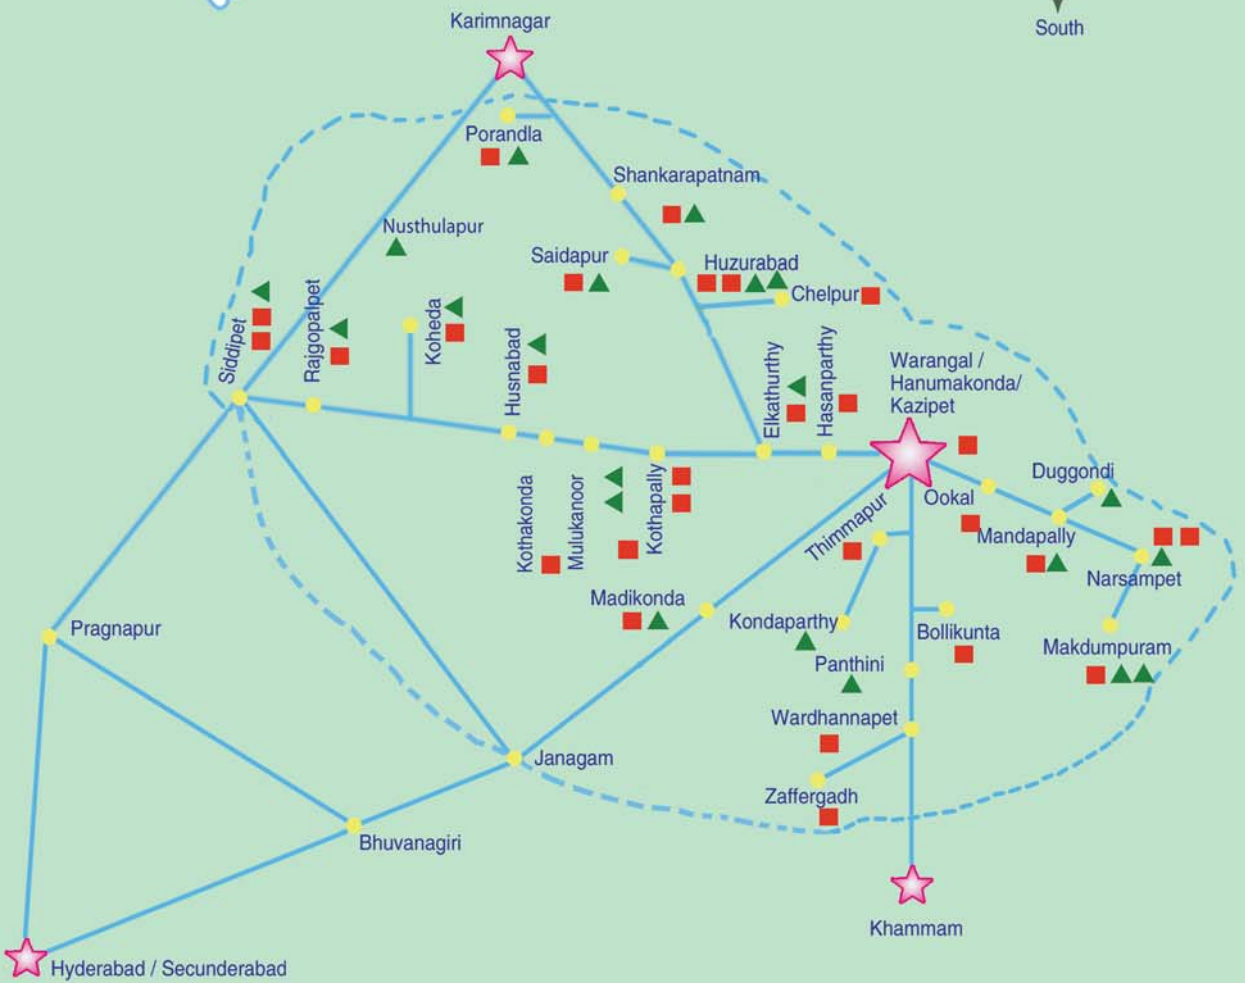 Karimnagar
South
Porandla
Shankarapatnam
Nusthulapur
Saidapur
Huzurabad
Chelpur
Siddipet
Rajgopalpet
Koheda
Husnabad
Elkathurthy
Hasanparthy
Warangal /
Hanumakonda/
Kazipet
Kothakonda
Mulukanoor
Kothapally
Thimmapur
Ookal
Duggondi
Mandapally
Narsampet
Madikonda
Kondaparthy
Bollikunta
Makdumpuram
Pragnapur
Panthini
Wardhannapet
Janagam
Zaffergadh
Bhuvanagiri
Khammam
Hyderabad / Secunderabad